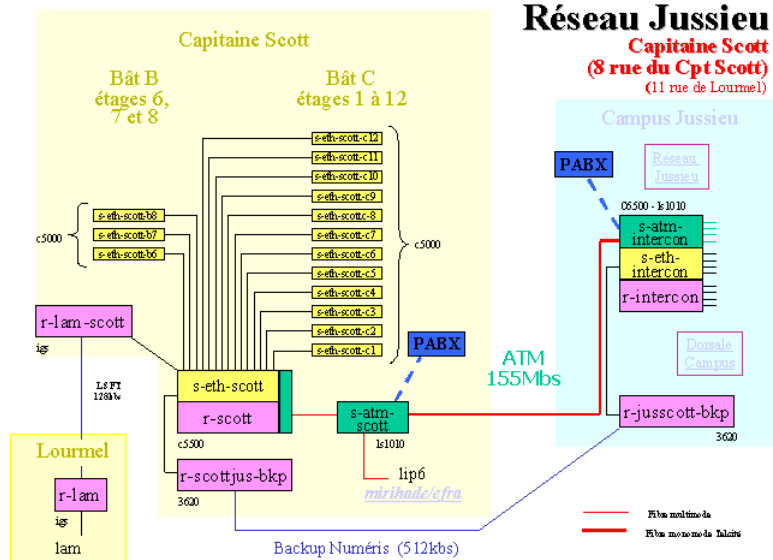 Réseau Jussieu
Capitaine Scott
(8 rue du Cpt Scott)
(11 rue de Lourmel)
Capitaine Scott
Bât B
étages 6,
7 et 8
Bât C
étages 1 à 12
s-eth-scott-c12
s-eth-scott-c11
s-eth-scott-c10
s-eth-scott-c9
s-eth-scott-c-8
s-eth-scott-c7
s-eth-scott-c6
s-eth-scott-c5
s-eth-scott-c4
s-eth-scott-c3
s-eth-scott-c2
s-eth-scott-c1
c5000
s-eth-scott-b8
s-eth-scott-b7
s-eth-scott-b6
c5000
r-lam-scott
igs
128kbs
s-eth-scott
r-scott
c5500
r-scottjus-bkp
3620
PABX
s-atm-scott
ls1010
lip6
mirihade/efra
ATM
155Mbs
Campus Jussieu
Réseau
Jussieu
PABX
C6500 - ls1010
s-atm-intercon
s-eth-intercon
r-intercon
Dorsale
Campus
r-jusscott-bkp
3620
Lourmel
r-lam
igs
lam
Backup Numéris (512kbs)
Fibre multimode
Fibre monomode